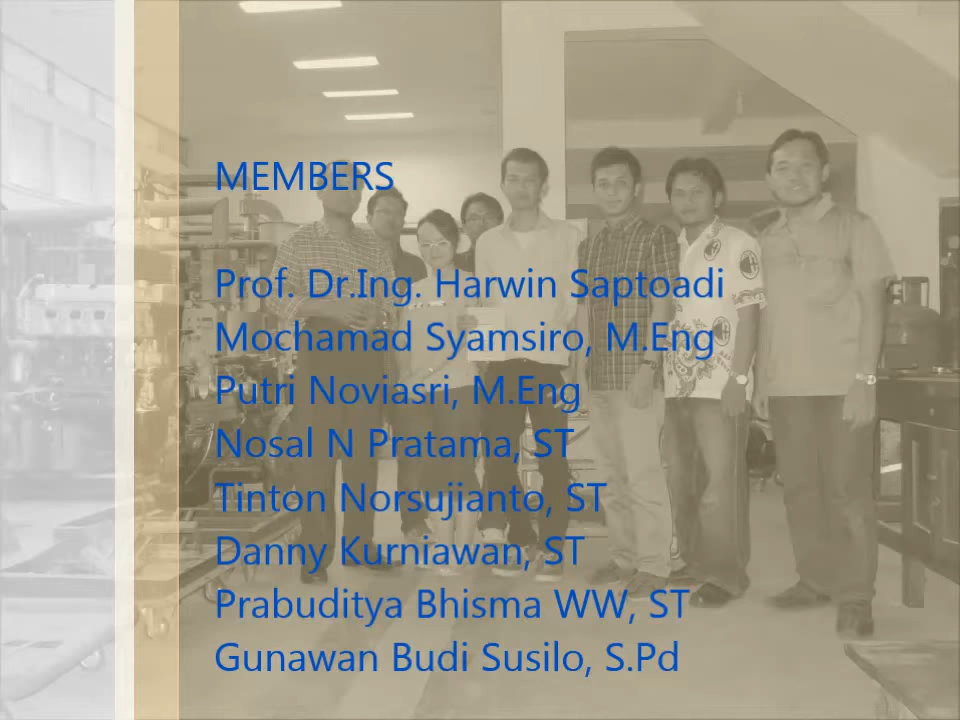 MEMBERS
Prof. Dr.Ing. Harwin Saptoadi
Mochamad Syamsiro, M.Eng
Putri Noviasri, M.Eng
Nosal N Pratama, ST
Tinton Norsujianto, ST
Danny Kurniawan, ST
Prabuditya Bhisma WW, ST
Gunawan Budi Susilo, S.Pd